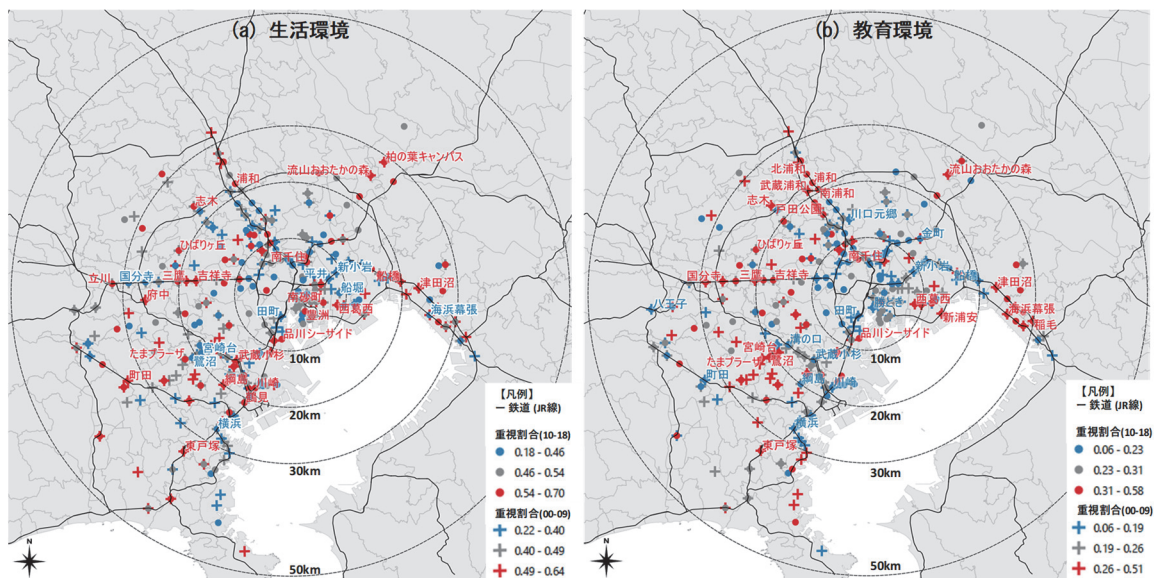 (a) 生活環境
柏の葉キャンパス
流山おおたかの森
浦和
志木
ひばりヶ丘
南千住
立川
国分寺
三鷹
吉祥寺
平井
新小岩
船橋
府中
船堀
津田沼
南砂町
西葛西
田町
豊洲
海浜幕張
品川シーサイド
宮崎台
たまプラーザ
鷺沼
武蔵小杉
10km
町田
綱島
川崎
鶴見
20km
横浜
東戸塚
30km
50km
N
【凡例】
鉄道 (JR線)
重視割合(10-18)
0.18 - 0.46
0.46 - 0.54
0.54 - 0.70
重視割合(00-09)
0.22 - 0.40
0.40 - 0.49
0.49 - 0.64
(b) 教育環境
北浦和
浦和
流山おおたかの森
武蔵浦和
南浦和
志木
戸田公園
川口元郷
金町
ひばりヶ丘
南千住
国分寺
三鷹
吉祥寺
新小岩
船橋
津田沼
八王子
勝どき
西葛西
田町
新浦安
海浜幕張
稲毛
品川シーサイド
宮崎台
溝の口
たまプラーザ
鷺沼
武蔵小杉
10km
町田
綱島
川崎
20km
横浜
東戸塚
30km
50km
N
【凡例】
鉄道 (JR線)
重視割合(10-18)
0.06 - 0.23
0.23 - 0.31
0.31 - 0.58
重視割合(00-09)
0.06 - 0.19
0.19 - 0.26
0.26 - 0.51